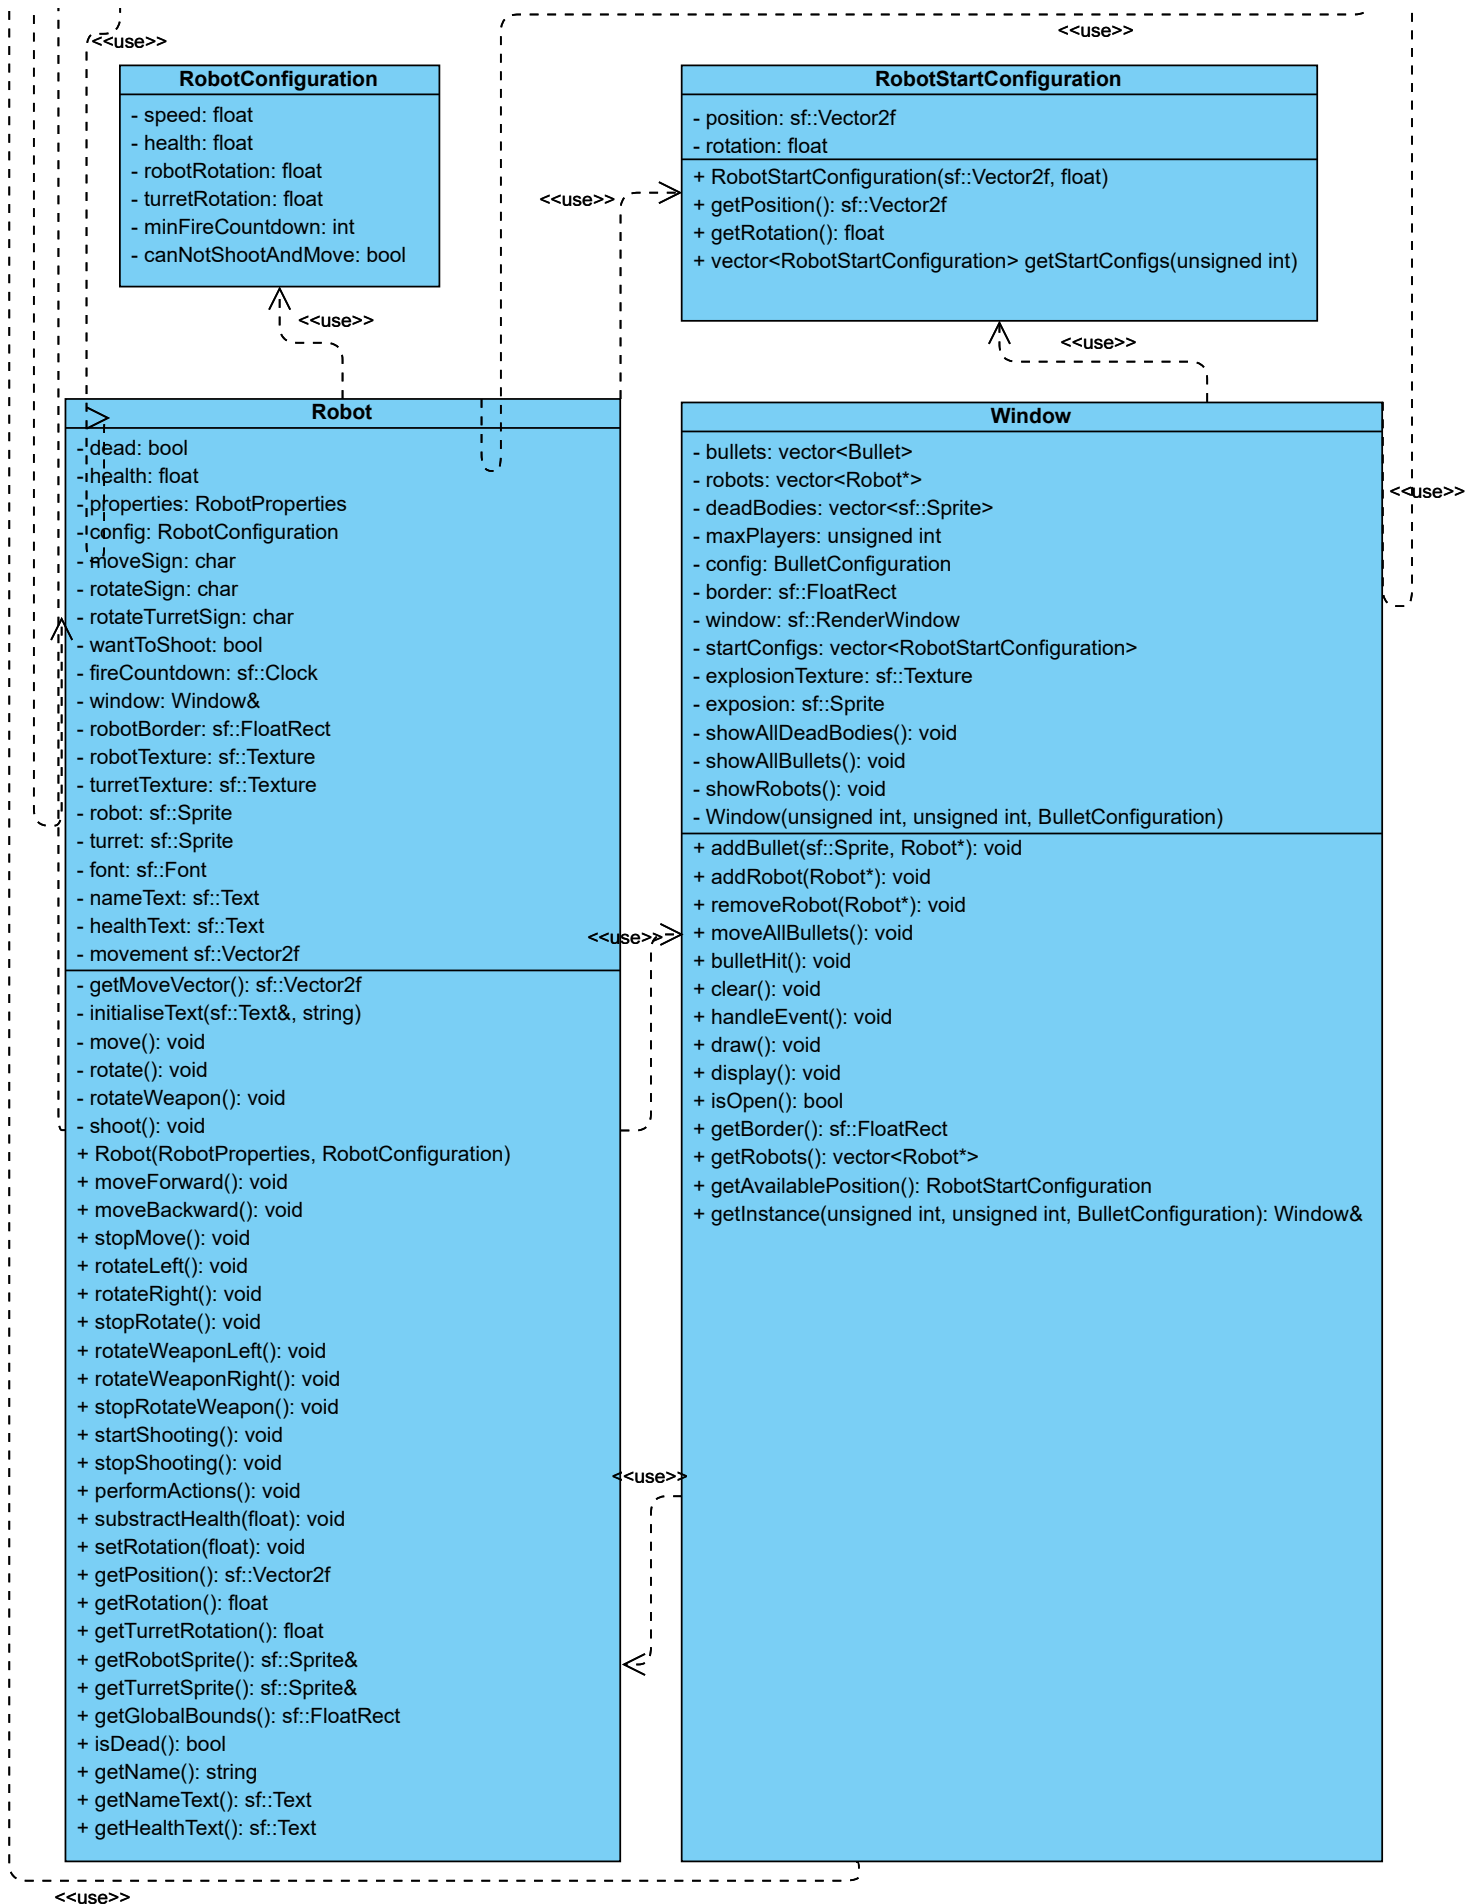 <<use>>
<<use>>
RobotConfiguration
- speed: float
- health: float
- robotRotation: float
- turretRotation: float
- minFireCountdown: int
- canNotShootAndMove: bool
RobotStartConfiguration
- position: sf::Vector2f
- rotation: float
+ RobotStartConfiguration(sf::Vector2f, float)
+ getPosition(): sf::Vector2f
+ getRotation(): float
+ vector<RobotStartConfiguration> getStartConfigs(unsigned int)
<<use>>
<<use>>
<<use>>
Robot
- dead: bool
- health: float
- properties: RobotProperties
- config: RobotConfiguration
- moveSign: char
- rotateSign: char
- rotateTurretSign: char
- wantToShoot: bool
- fireCountdown: sf::Clock
- window: Window&
- robotBorder: sf::FloatRect
- robotTexture: sf::Texture
- turretTexture: sf::Texture
- robot: sf::Sprite
- turret: sf::Sprite
- font: sf::Font
- nameText: sf::Text
- healthText: sf::Text
- movement sf::Vector2f
- getMoveVector(): sf::Vector2f
- initialiseText(sf::Text&, string)
- move(): void
- rotate(): void
- rotateWeapon(): void
- shoot(): void
+ Robot(RobotProperties, RobotConfiguration)
+ moveForward(): void
+ moveBackward(): void
+ stopMove(): void
+ rotateLeft(): void
+ rotateRight(): void
+ stopRotate(): void
+ rotateWeaponLeft(): void
+ rotateWeaponRight(): void
+ stopRotateWeapon(): void
+ startShooting(): void
+ stopShooting(): void
+ performActions(): void
+ substractHealth(float): void
+ setRotation(float): void
+ getPosition(): sf::Vector2f
+ getRotation(): float
+ getTurretRotation(): float
+ getRobotSprite(): sf::Sprite&
+ getTurretSprite(): sf::Sprite&
+ getGlobalBounds(): sf::FloatRect
+ isDead(): bool
+ getName(): string
+ getNameText(): sf::Text
+ getHealthText(): sf::Text
Window
- bullets: vector<Bullet>
- robots: vector<Robot*>
- deadBodies: vector<sf::Sprite>
- maxPlayers: unsigned int
- config: BulletConfiguration
- border: sf::FloatRect
- window: sf::RenderWindow
- startConfigs: vector<RobotStartConfiguration>
- explosionTexture: sf::Texture
- exposion: sf::Sprite
- showAllDeadBodies(): void
- showAllBullets(): void
- showRobots(): void
- Window(unsigned int, unsigned int, BulletConfiguration)
+ addBullet(sf::Sprite, Robot*): void
+ addRobot(Robot*): void
+ removeRobot(Robot*): void
+ moveAllBullets(): void
+ bulletHit(): void
+ clear(): void
+ handleEvent(): void
+ draw(): void
+ display(): void
+ isOpen(): bool
+ getBorder(): sf::FloatRect
+ getRobots(): vector<Robot*>
+ getAvailablePosition(): RobotStartConfiguration
+ getInstance(unsigned int, unsigned int, BulletConfiguration): Window&
<<use>>
<<use>>
<<use>>
<<use>>